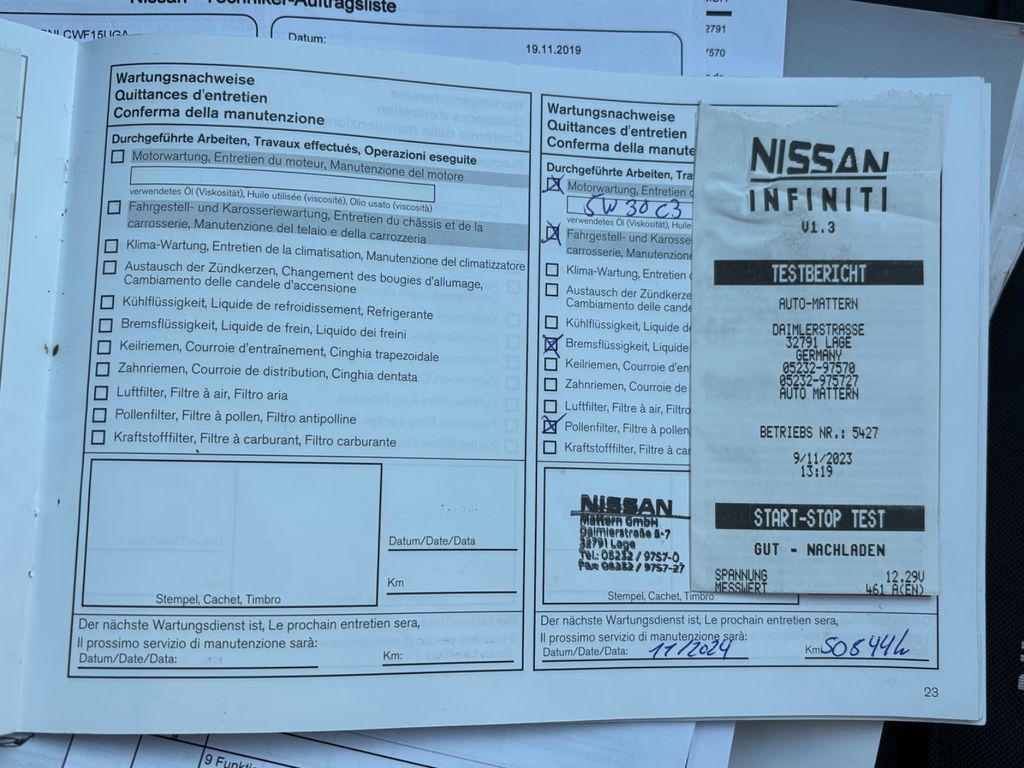 Nissan - Techniker-Auftragsliste
NLCWF15UGA
Datum:
19.11.2019
2791
7570
Wartungsnachweise
Quittances d'entretien
Conferma della manutenzione
Durchgeführte Arbeiten, Travaux effectués, Operazioni eseguite
Motorwartung, Entretien du moteur, Manutenzione del motore
verwendetes Öl (Viskosität), Huile utilisée (viscosité), Olio usato (viscosità)
Fahrgestell- und Karosseriewartung, Entretien du châssis et de la
carrosserie, Manutenzione del telaio e della carrozzeria
Klima-Wartung, Entretien de la climatisation, Manutenzione del climatizzatore
Austausch der Zündkerzen, Changement des bougies d'allumage,
Cambiamento delle candele d'accensione
Kühlflüssigkeit, Liquide de refroidissement, Refrigerante
Bremsflüssigkeit, Liquide de frein, Liquido dei freini
Keilriemen, Courroie d'entraînement, Cinghia trapezoidale
Zahnriemen, Courroie de distribution, Cinghia dentata
Luftfilter, Filtre à air, Filtro aria
Pollenfilter, Filtre à pollen, Filtro antipolline
Kraftstofffilter, Filtre à carburant, Filtro carburante
Datum/Date/Data
Km
Stempel, Cachet, Timbro
Der nächste Wartungsdienst ist, Le prochain entretien sera,
Il prossimo servizio di manutenzione sarà:
Datum/Date/Data:
Km:
Wartungsnachweise
Quittances d'entretien
Conferma della manute
Durchgeführte Arbeiten, Tra
Motorwartung, Entretien d
5W30 C3
verwendetes Öl (Viskosität), Huile
Fahrgestell- und Karosse
carrosserie, Manutenzione
Klima-Wartung, Entretien
Austausch der Zündkerze
Cambiamento delle cande
Kühlflüssigkeit, Liquide d
Bremsflüssigkeit, Liquide
Keilriemen, Courroie d'en
Zahnriemen, Courroie de
Luftfilter, Filtre à air, Filtro
Pollenfilter, Filtre à pollen
Kraftstofffilter, Filtre à ca
NISSAN
Mattern GmbH
Daimlerstraße 5-7
32791 Lage
Tel.: 05232 / 9757-0
Fax 05232 / 9757-27
Stempel, Cachet, Timbro
Der nächste Wartungsdienst ist, Le prochain entretien sera,
Il prossimo servizio di manutenzione sarà:
Datum/Date/Data: 11/2024
Km
23
NISSAN
INFINITI
V1.3
TESTBERICHT
AUTO-MATTERN
DAIMLERSTRASSE
32791 LAGE
GERMANY
05232-97570
05232-975727
AUTO MATTERN
BETRIEBS NR.: 5427
9/11/2023
13:19
START-STOP TEST
GUT - NACHLADEN
SPANNUNG 12.29V
MESSWERT 461 A(EN)